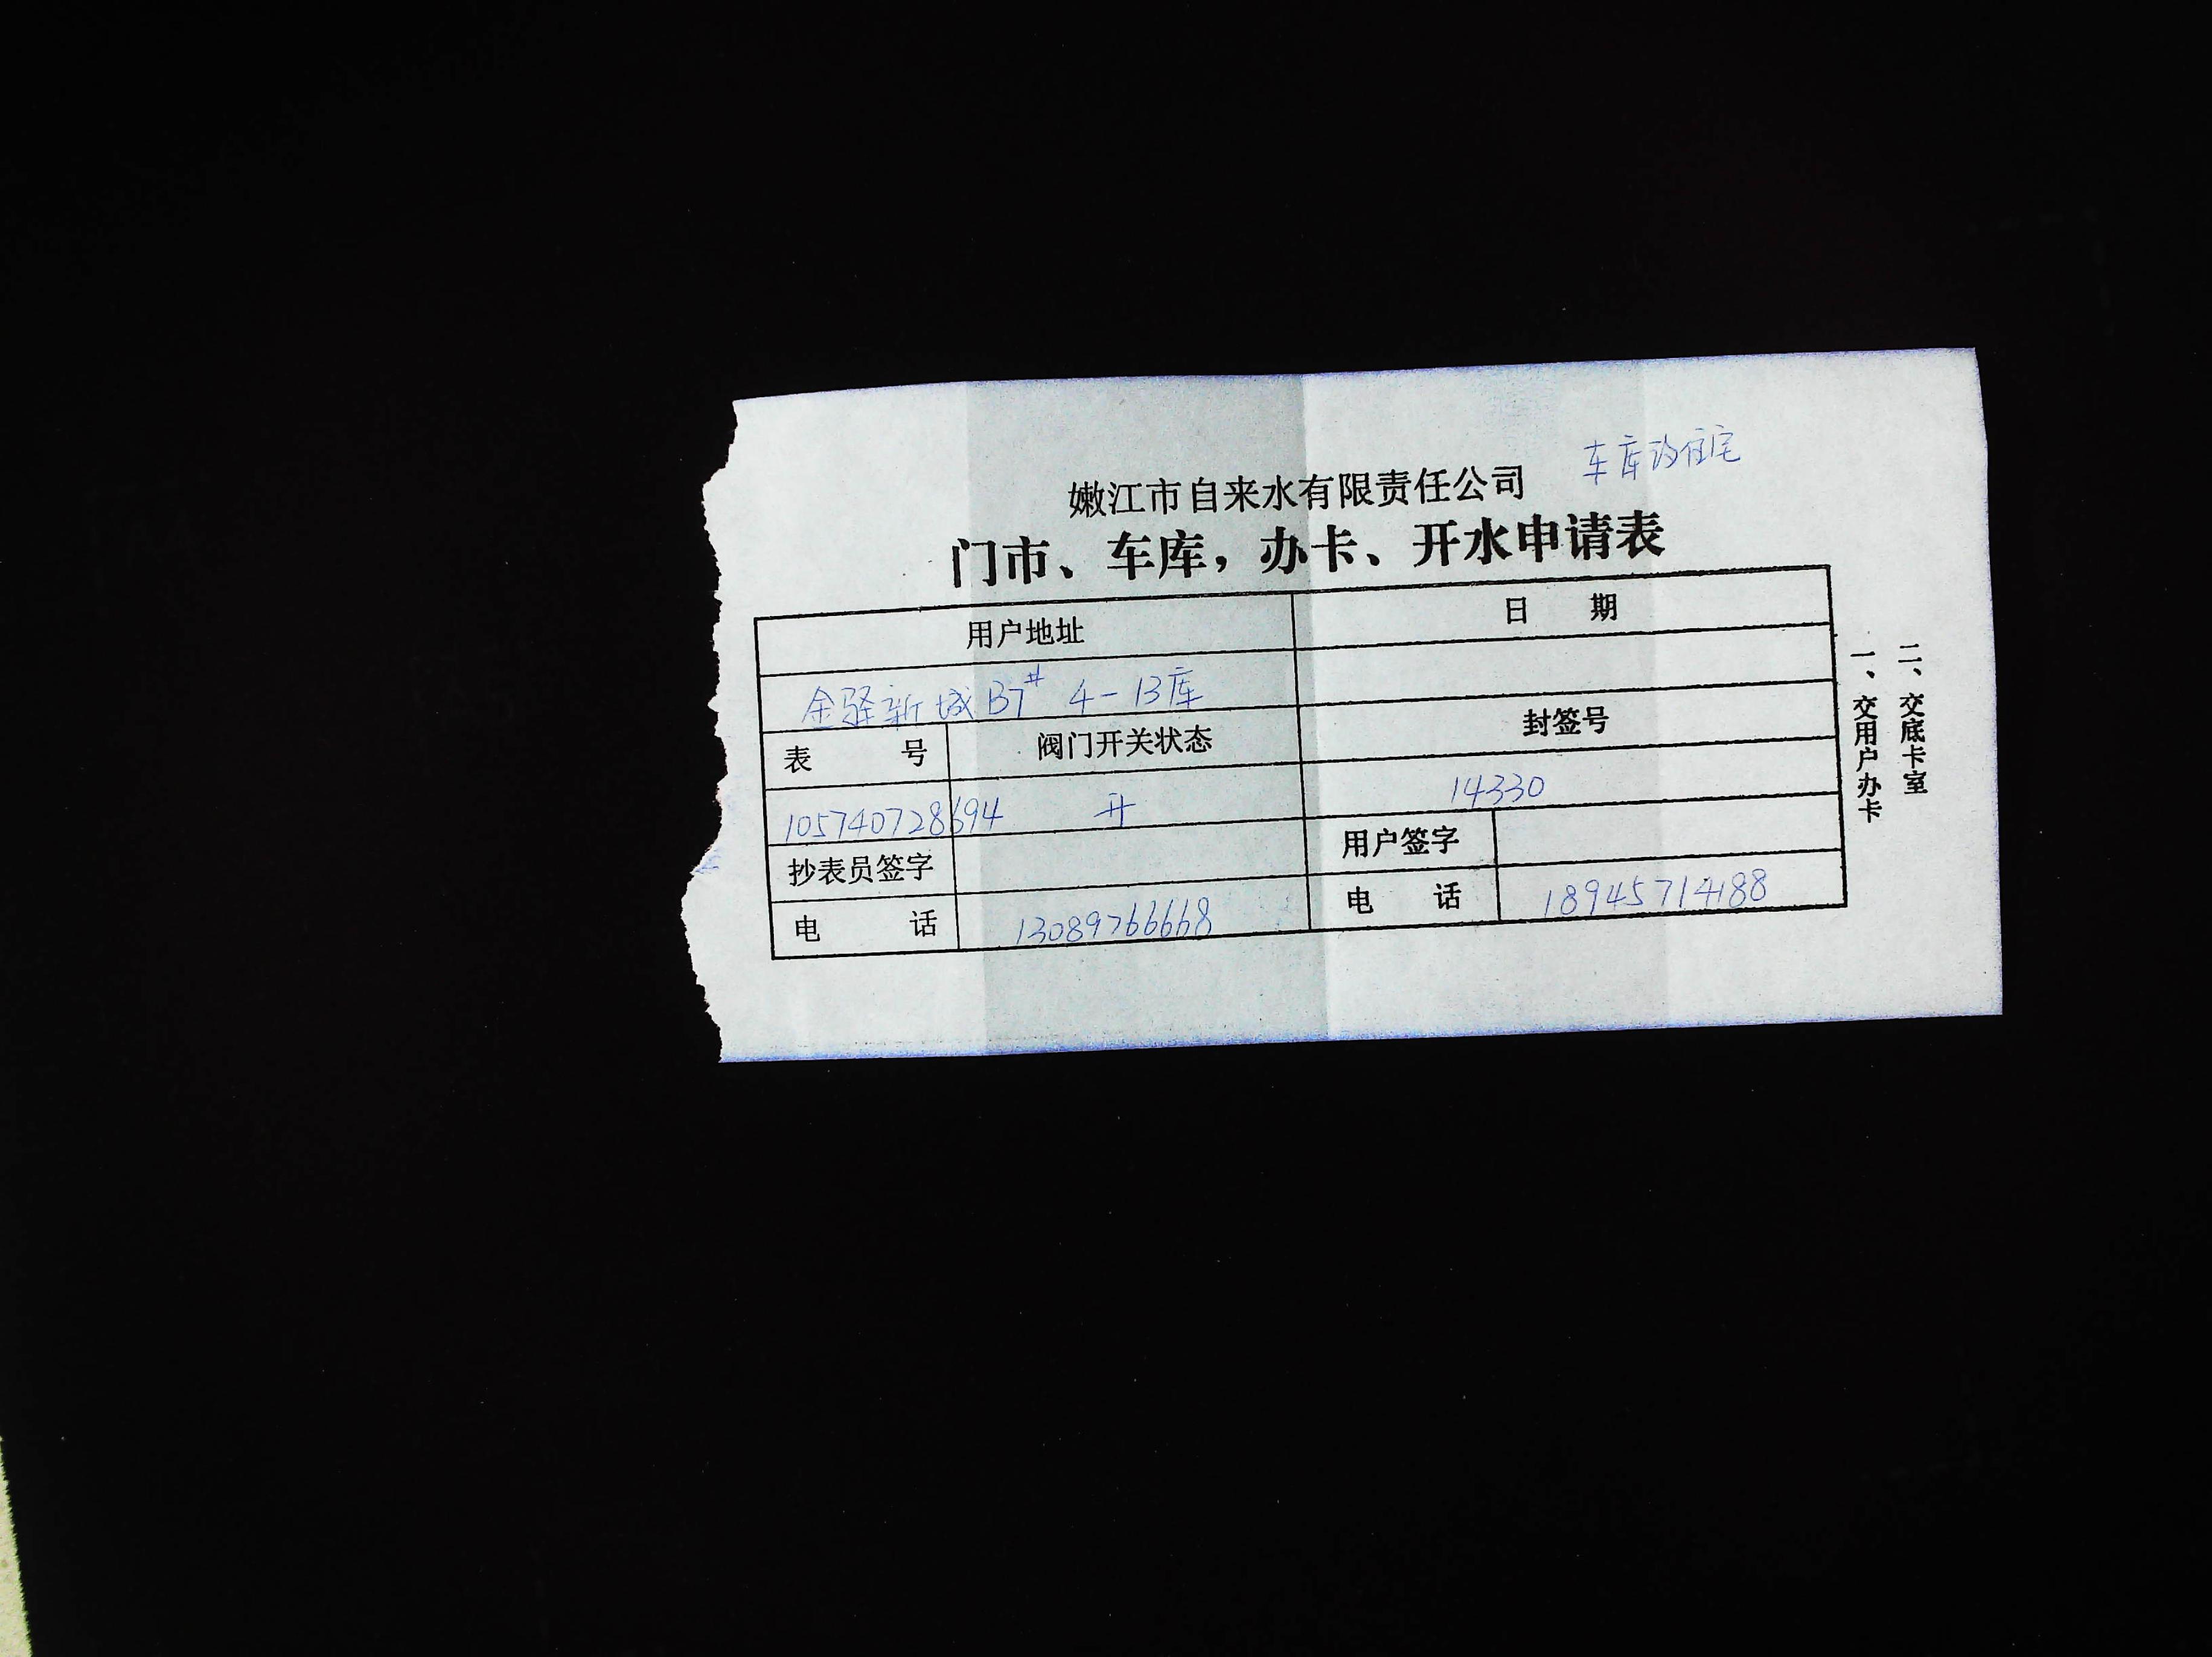 车库改住宅
嫩江市自来水有限责任公司
门市、车库，办卡、开水申请表
用户地址 日 期
金驿新城B7# 4-13库
表 号 阀门开关状态 封签号
105740728694 开 14330
抄表员签字 用户签字
电 话 13089766668 电 话 18945714188
一、交用户办卡
二、交底卡室